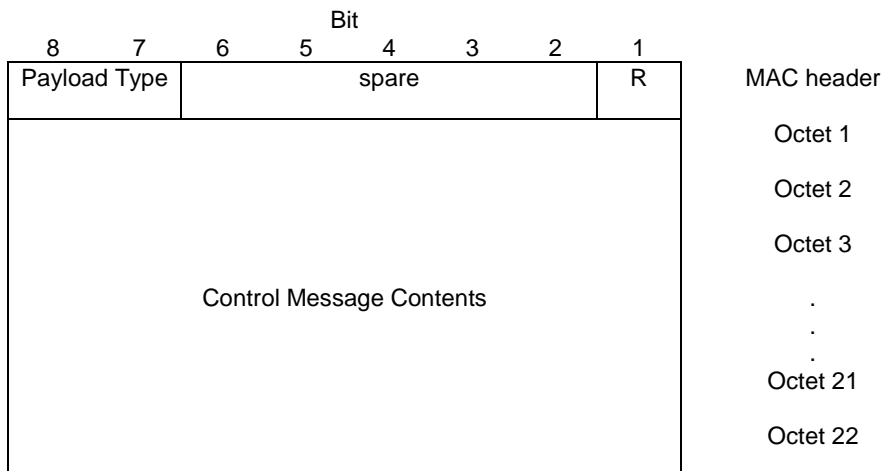 Bit
8 7 6 5 4 3 2 1
Payload Type spare R MAC header
Octet 1
Octet 2
Octet 3
Control Message Contents .
.
.
Octet 21
Octet 22